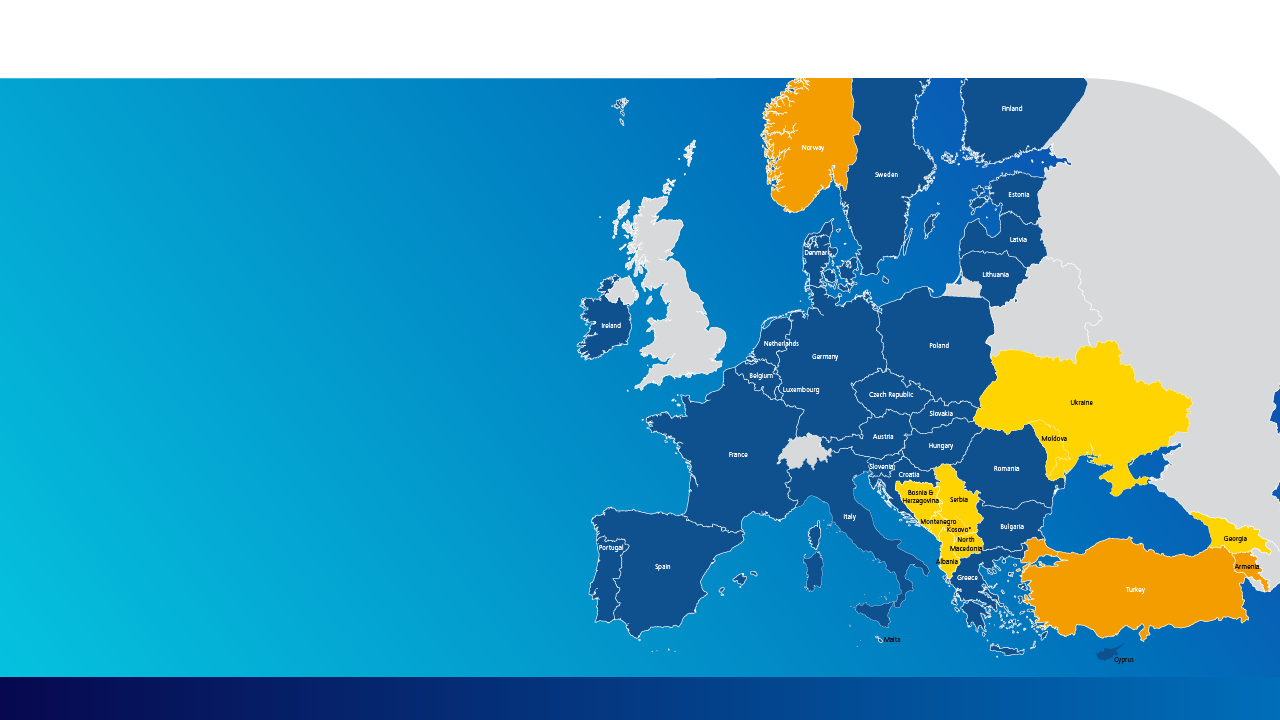 Finland
Norway
Sweden
Estonia
Latvia
Denmark
Lithuania
Ireland
Netherlands
Poland
Germany
Belgium
Luxembourg
Czech Republic
Ukraine
Slovakia
Austria
Moldova
Hungary
France
Slovenia
Romania
Croatia
Bosnia &
Herzegovina
Serbia
Italy
Montenegro
Bulgaria
Kosovo*
Georgia
North
Macedonia
Portugal
Albania
Spain
Armenia
Greece
Turkey
Malta
Cyprus